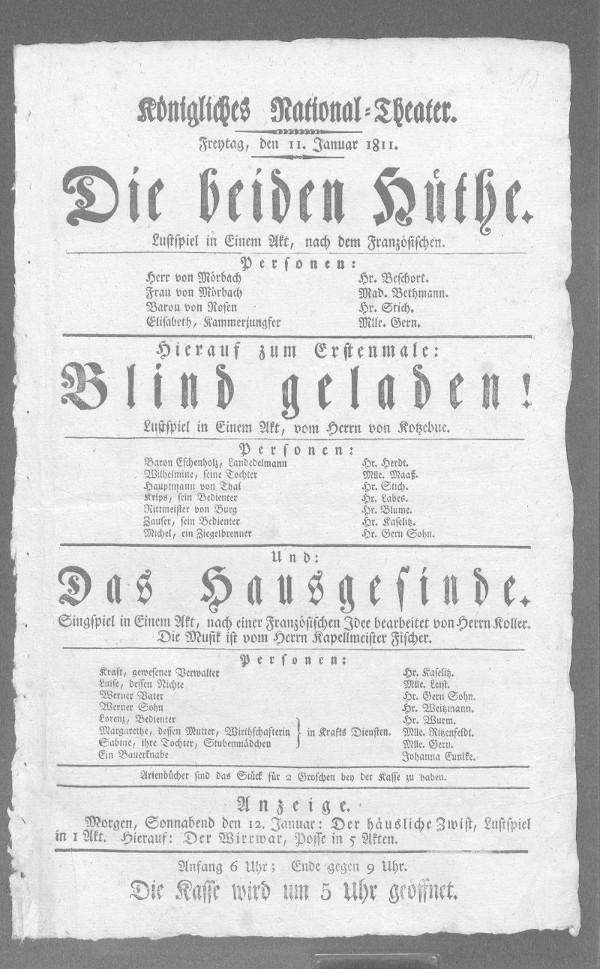 Königliches National-Theater.
Freytag, den 11. Januar 1811.
Die beiden Hüthe.
Lustspiel in Einem Akt, nach dem Französischen.
Personen:
Herr von Mörbach Hr. Beschort.
Frau von Mörbach Mad. Bethmann.
Baron von Rosen Hr. Stich.
Elisabeth, Kammerjungfer Mlle. Gern.
Hierauf zum Erstenmale:
Blind geladen!
Lustspiel in Einem Akt, vom Herrn von Kotzebue.
Personen:
Baron Eschenholz, Landedelmann Hr. Herdt.
Wilhelmine, seine Tochter Mlle. Maaß.
Hauptmann von Thal Hr. Stich.
Krips, sein Bedienter Hr. Labes.
Rittmeister von Burg Hr. Blume.
Zauser, sein Bedienter Hr. Kaselitz.
Michel, ein Ziegelbrenner Hr. Gern Sohn.
Und:
Das Hausgesinde.
Singspiel in Einem Akt, nach einer Französischen Idee bearbeitet von Herrn Koller.
Die Musik ist vom Herrn Kapellmeister Fischer.
Personen:
Kraft, gewesener Verwalter Hr. Kaselitz.
Luise, dessen Nichte Mlle. Leist.
Werner Vater Hr. Gern Sohn.
Werner Sohn Hr. Weitzmann.
Lorenz, Bedienter Hr. Wurm.
Margarethe, dessen Mutter, Wirthschafterin in Krafts Diensten. Mlle. Ritzenfeldt.
Sabine, ihre Tochter, Stubenmädchen Mlle. Gern.
Ein Bauerknabe Johanna Eunike.
Arienbücher sind das Stück für 2 Groschen bey der Kasse zu haben.
Anzeige.
Morgen, Sonnabend den 12. Januar: Der häusliche Zwist, Lustspiel
in 1 Akt. Hierauf: Der Wirrwar, Posse in 5 Akten.
Anfang 6 Uhr; Ende gegen 9 Uhr.
Die Kasse wird um 5 Uhr geöffnet.